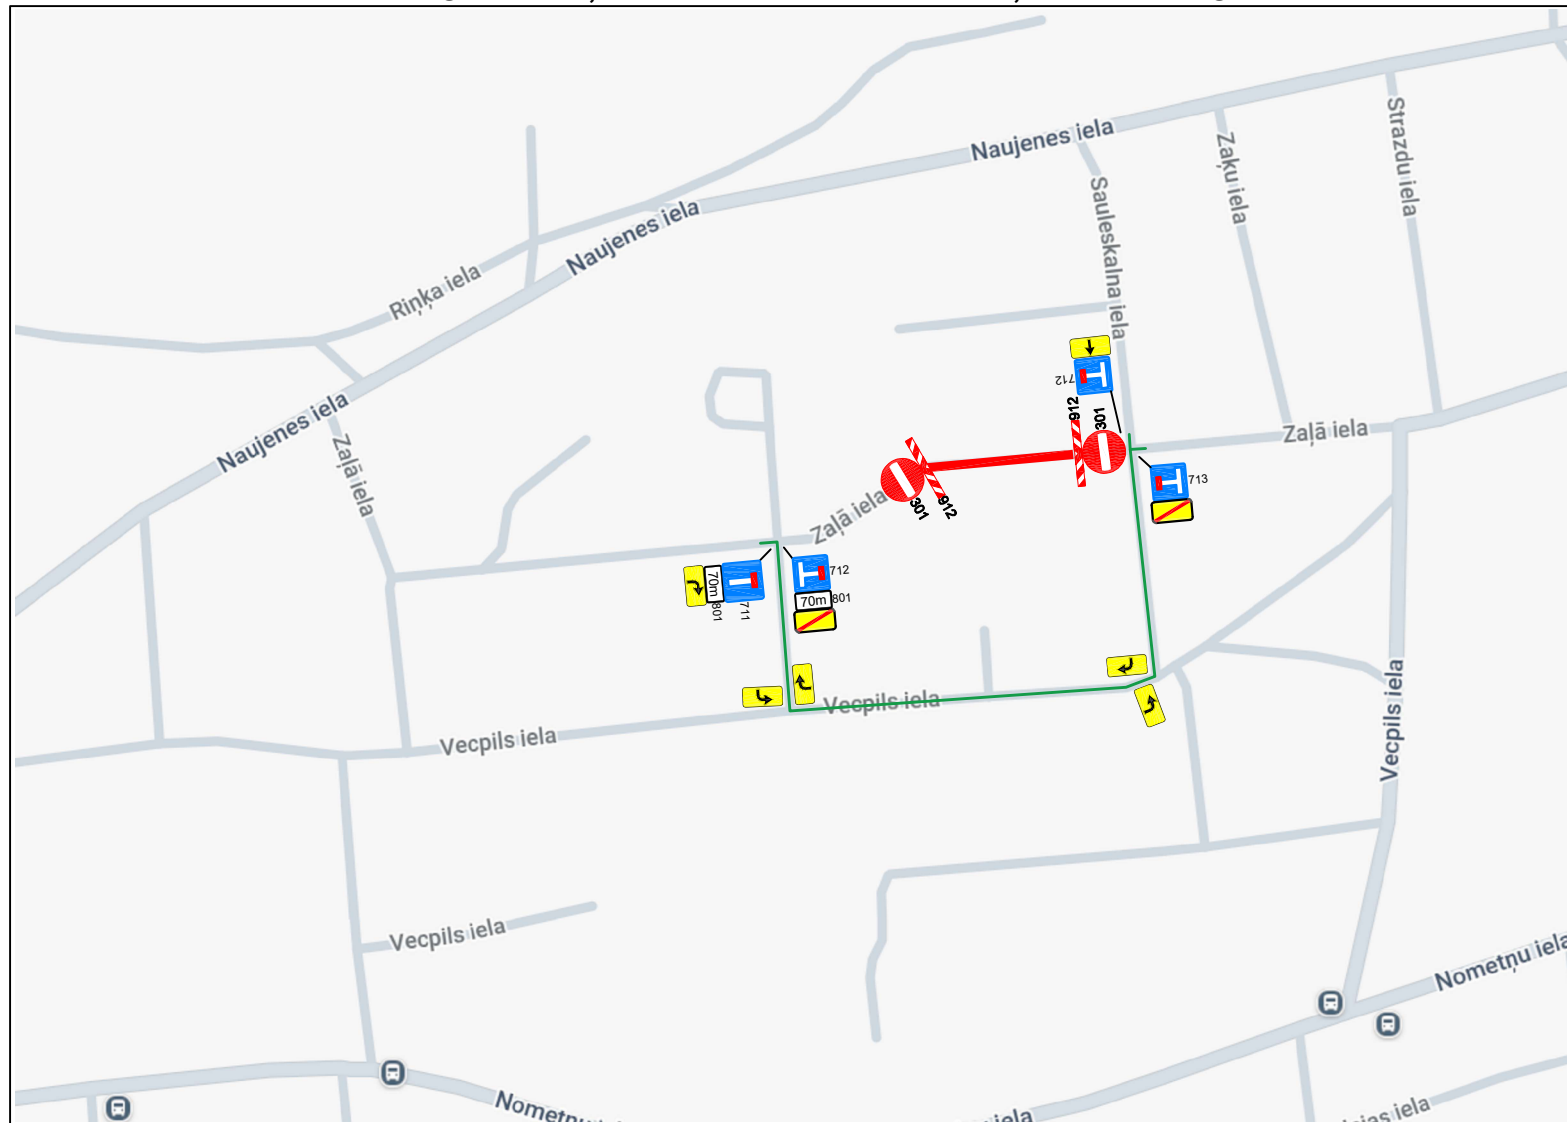 Naujenes iela
Strazdu iela
Zaķu iela
Sauleskalna iela
Naujenes iela
Riņķa iela
712
912
301
Naujenes iela
Zaļā iela
Zaļā iela
713
Zaļā iela
301
912
70m
801
711
712
70m
801
Vecpils iela
Vecpils iela
Vecpils iela
Vecpils iela
Nometņu iela
iela
iela